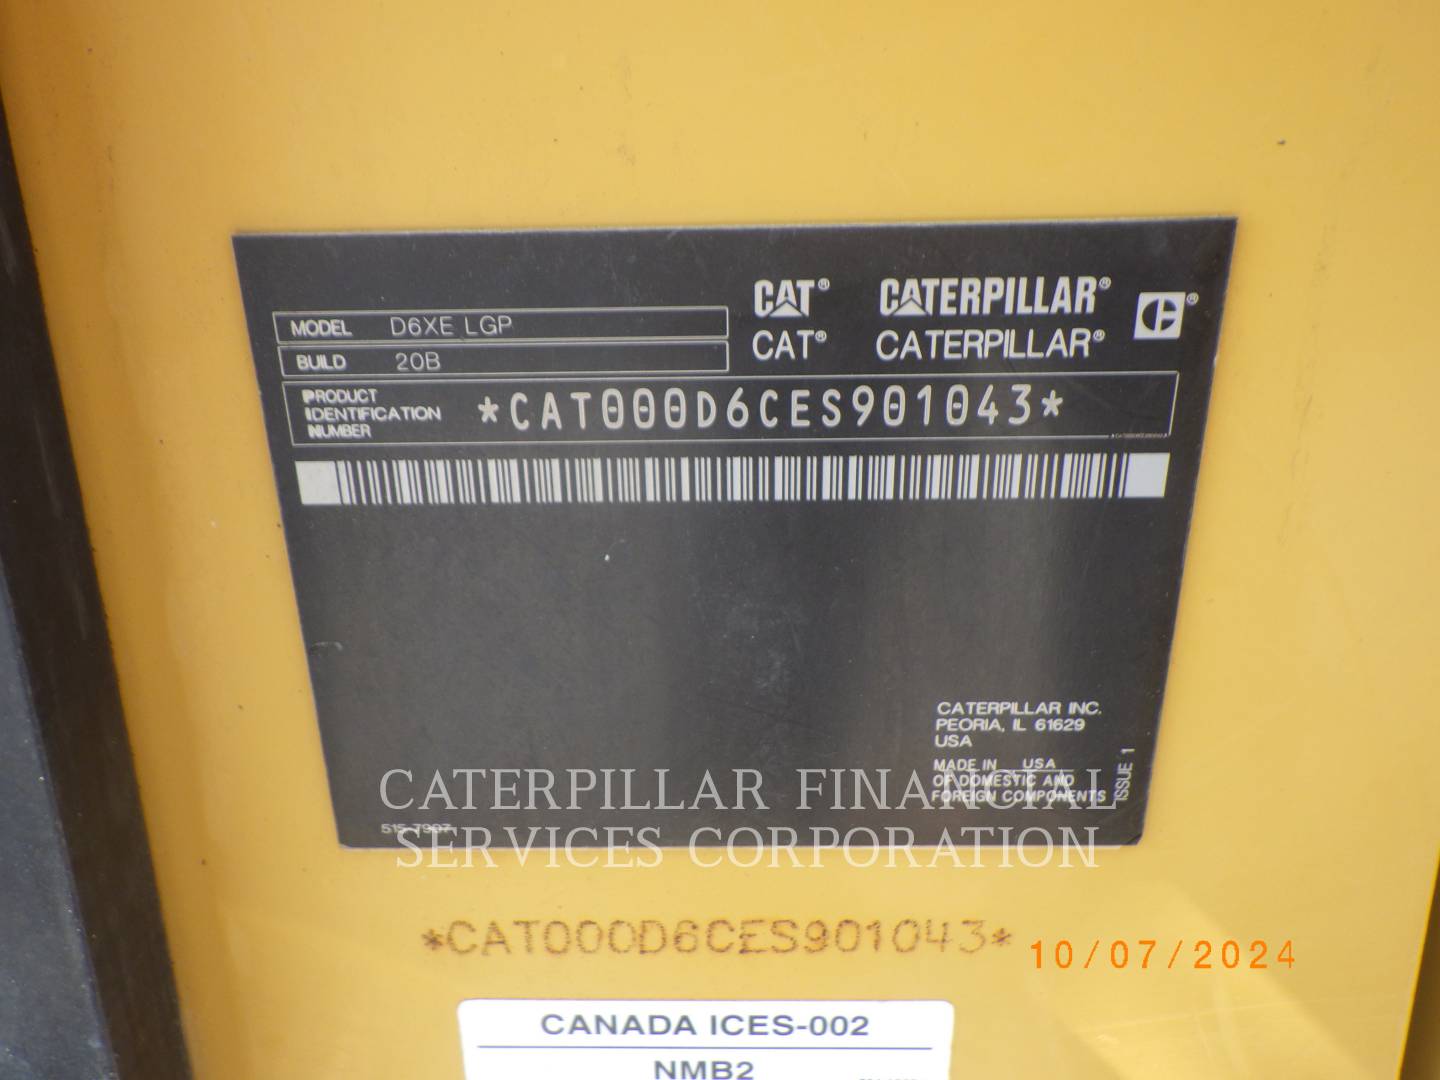 CAT® CATERPILLAR®
CAT® CATERPILLAR®
MODEL D6XE LGP
BUILD 20B
PRODUCT
IDENTIFICATION
NUMBER
*CAT000D6CES901043*
CATERPILLAR INC.
PEORIA, IL 61629
USA
MADE IN USA
OF DOMESTIC AND
FOREIGN COMPONENTS
ISSUE 1
515-7907
CATERPILLAR FINANCIAL
SERVICES CORPORATION
*CAT000D6CES901043*
10/07/2024
CANADA ICES-002
NMB2